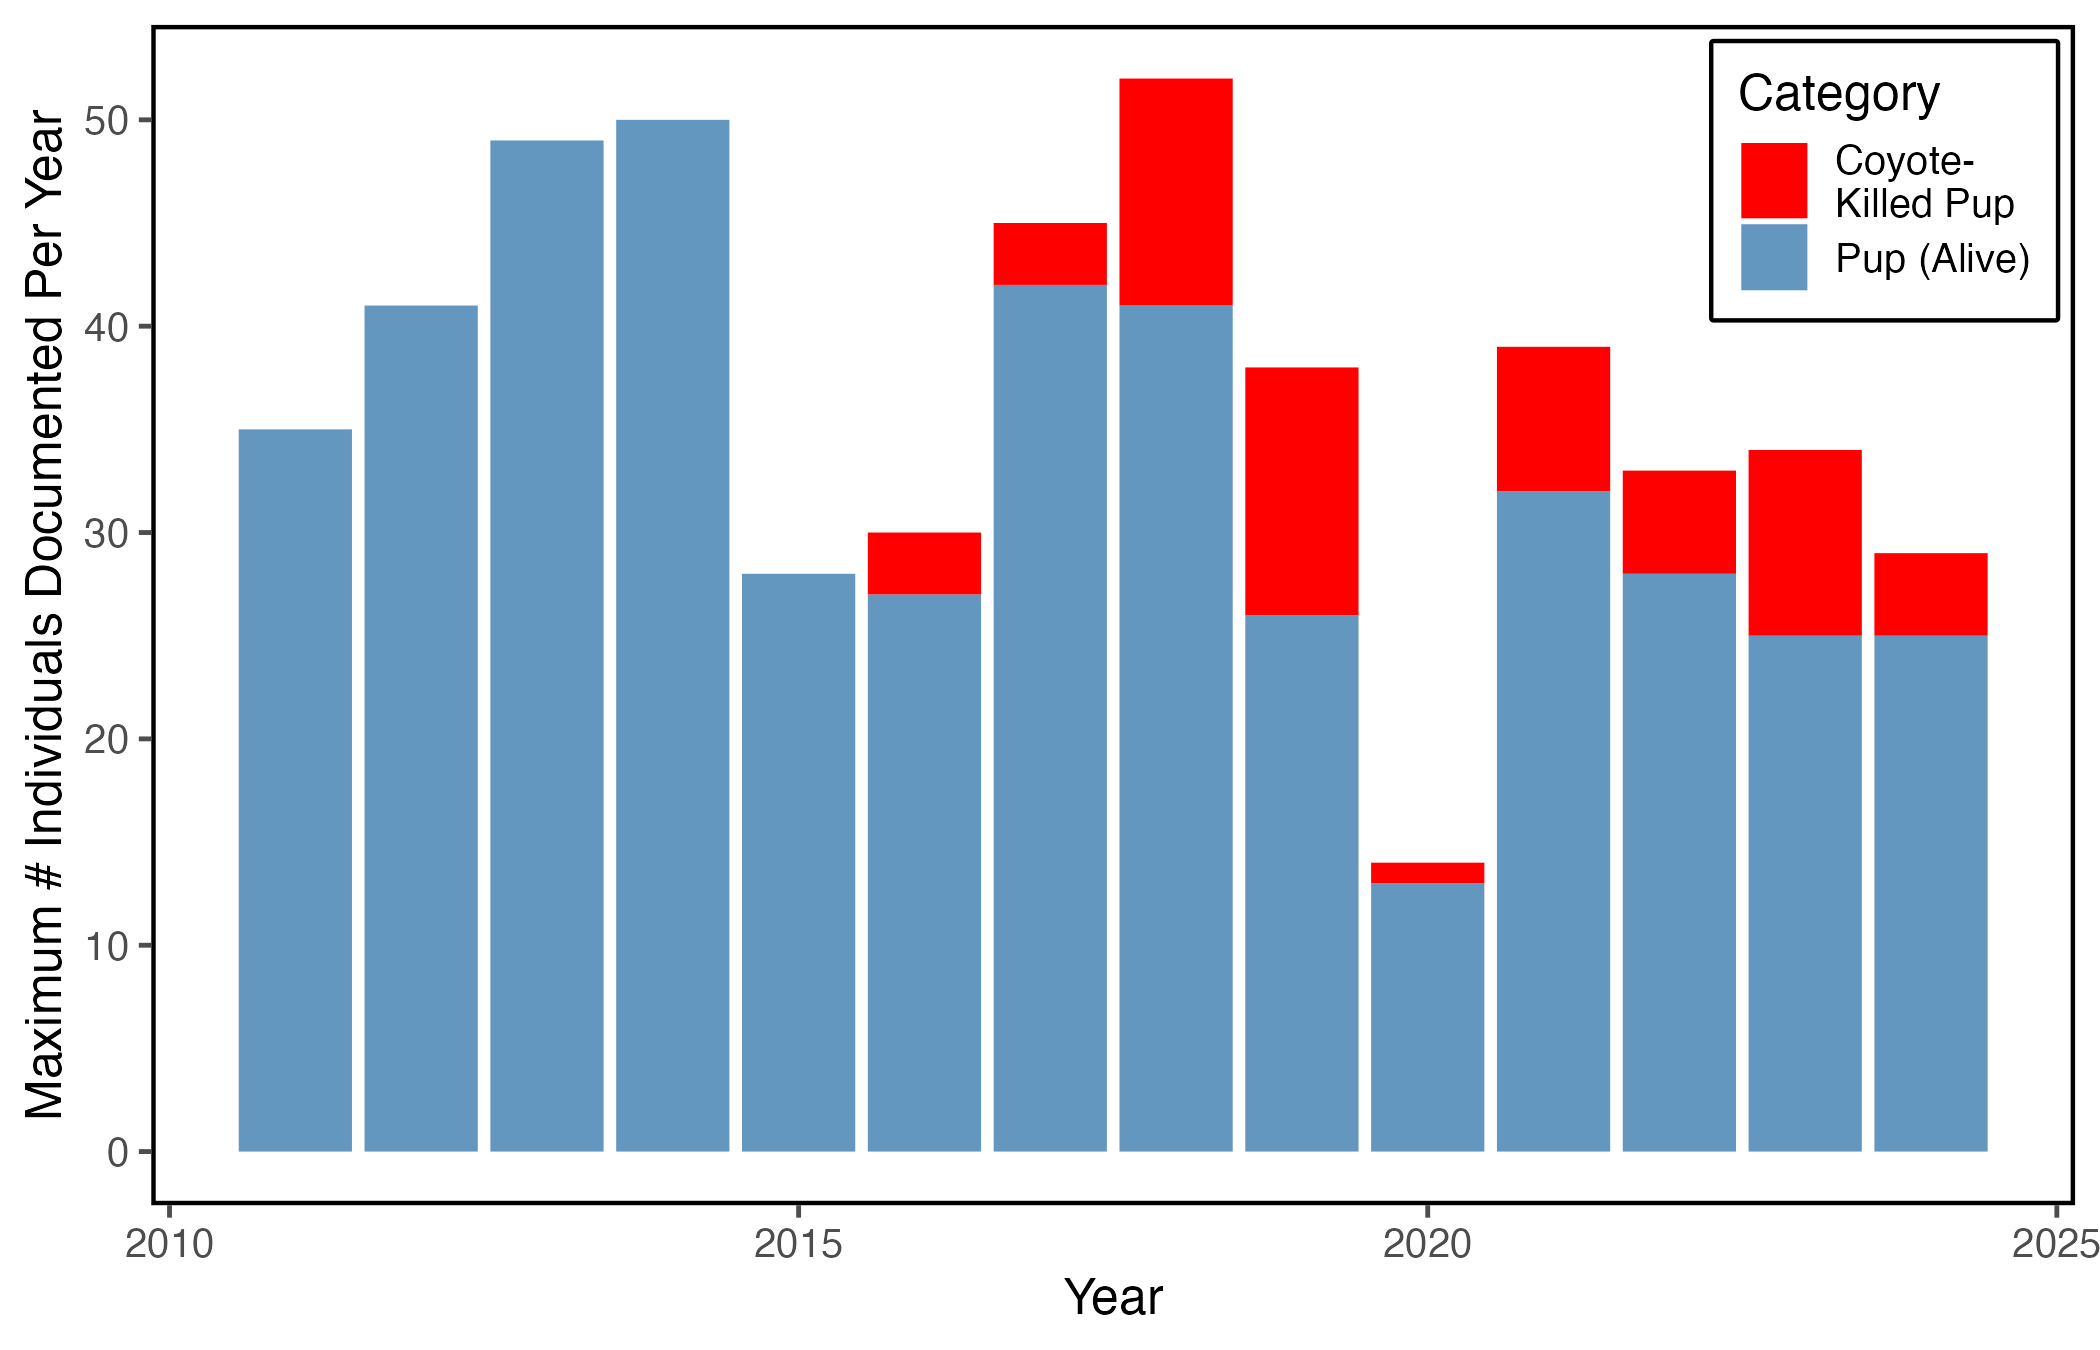 Maximum # Individuals Documented Per Year
50
40
30
20
10
0
2010
2015
2020
2025
Year
Category
Coyote-
Killed Pup
Pup (Alive)